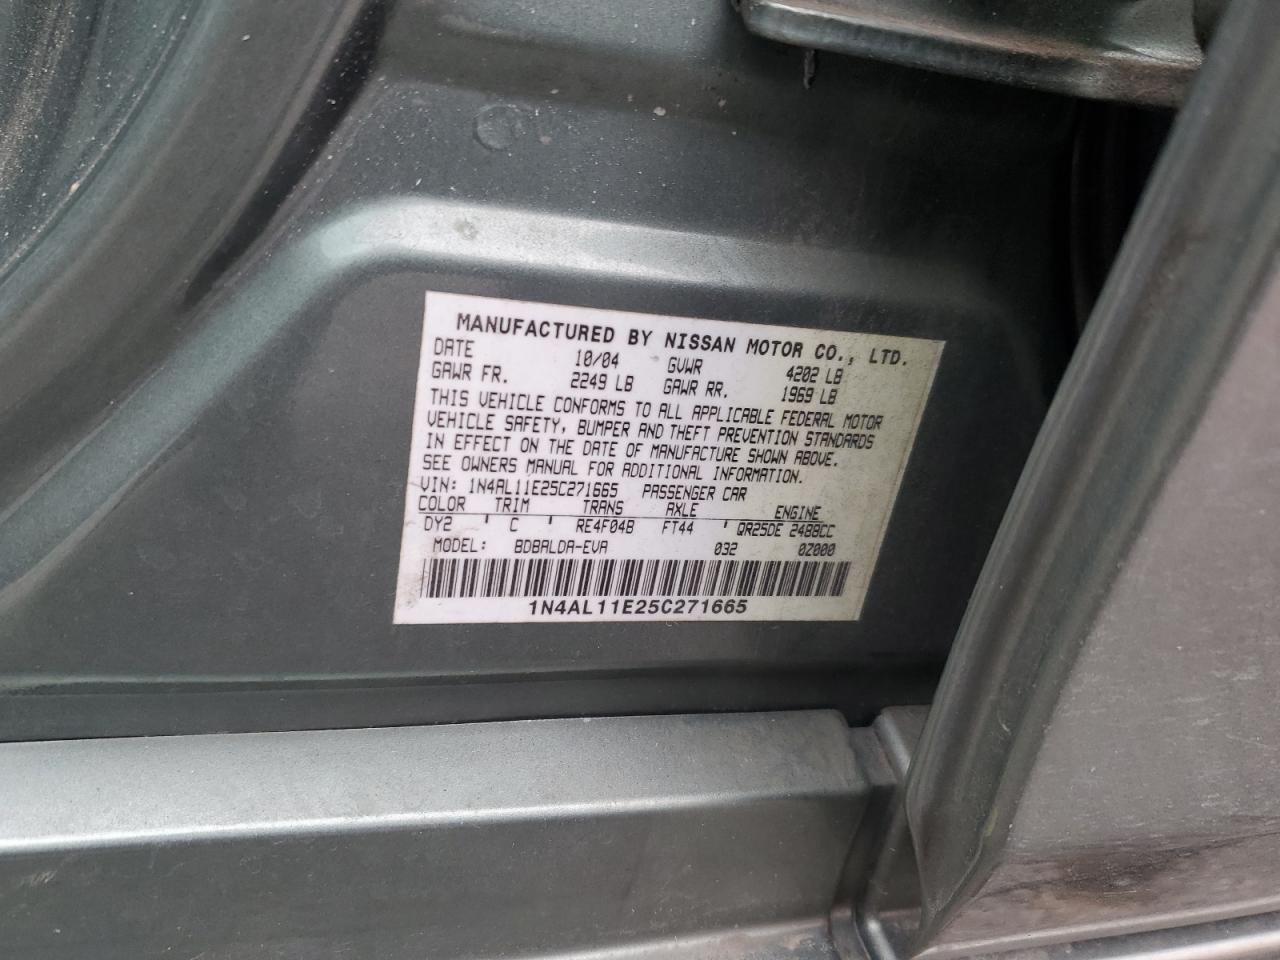 MANUFACTURED BY NISSAN MOTOR CO., LTD.
DATE 10/04 GVWR 4202 LB
GAWR FR. 2249 LB GAWR RR. 1969 LB
THIS VEHICLE CONFORMS TO ALL APPLICABLE FEDERAL MOTOR
VEHICLE SAFETY, BUMPER AND THEFT PREVENTION STANDARDS
IN EFFECT ON THE DATE OF MANUFACTURE SHOWN ABOVE.
SEE OWNERS MANUAL FOR ADDITIONAL INFORMATION.
VIN: 1N4AL11E25C271665 PASSENGER CAR
COLOR TRIM TRANS AXLE ENGINE
DY2 ' C ' RE4F04B FT44 ' QR25DE 2488CC
MODEL: BDBALDA-EVA 032 0Z000
1N4AL11E25C271665